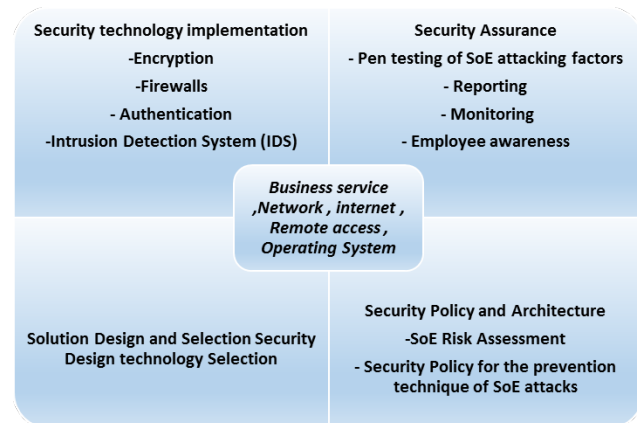 Security technology implementation
-Encryption
-Firewalls
- Authentication
-Intrusion Detection System (IDS)
Security Assurance
- Pen testing of SoE attacking factors
- Reporting
- Monitoring
- Employee awareness
Business service
,Network , internet ,
Remote access ,
Operating System
Solution Design and Selection Security
Design technology Selection
Security Policy and Architecture
-SoE Risk Assessment
- Security Policy for the prevention
technique of SoE attacks